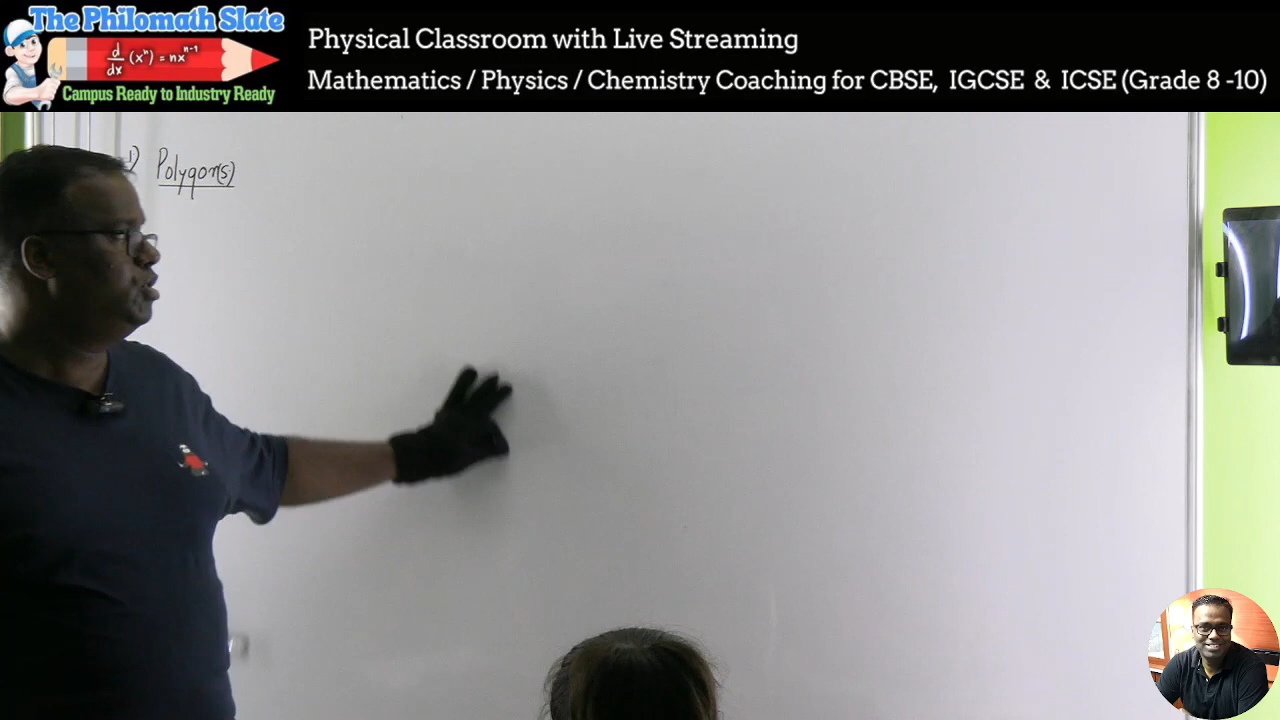 The Philomath Slate
d/dx (xⁿ) = nxⁿ⁻¹
Campus Ready to Industry Ready
Physical Classroom with Live Streaming
Mathematics / Physics / Chemistry Coaching for CBSE, IGCSE & ICSE (Grade 8 -10)
1) Polygon(s)